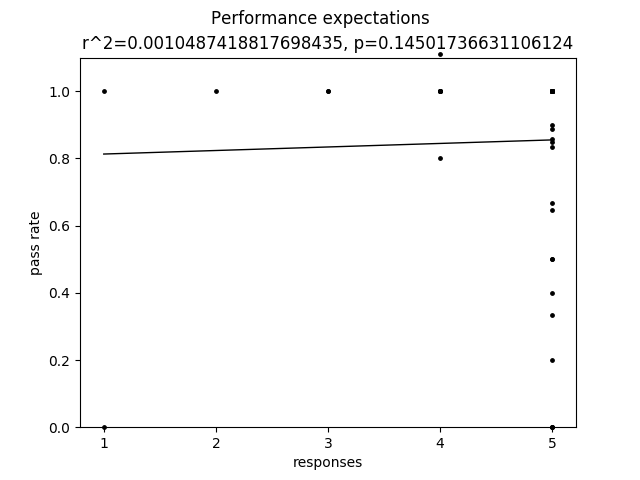 Performance expectations
r^2=0.0010487418817698435, p=0.14501736631106124
1.0
0.8
0.6
0.4
0.2
0.0
pass rate
1 2 3 4 5
responses